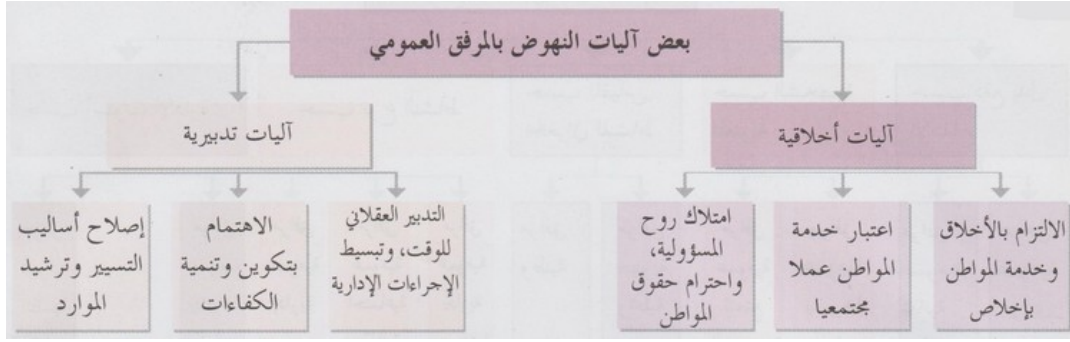 بعض آليات النهوض بالمرفق العمومي
آليات أخلاقية
آليات تدبيرية
الالتزام بالأخلاق
وخدمة المواطن
بإخلاص
اعتبار خدمة
المواطن عملا
مجتمعيا
امتلاك روح
المسؤولية،
واحترام حقوق
المواطن
التدبير العقلاني
للوقت، وتبسيط
الإجراءات الإدارية
الاهتمام
بتكوين وتنمية
الكفاءات
إصلاح أساليب
التسيير وترشيد
الموارد